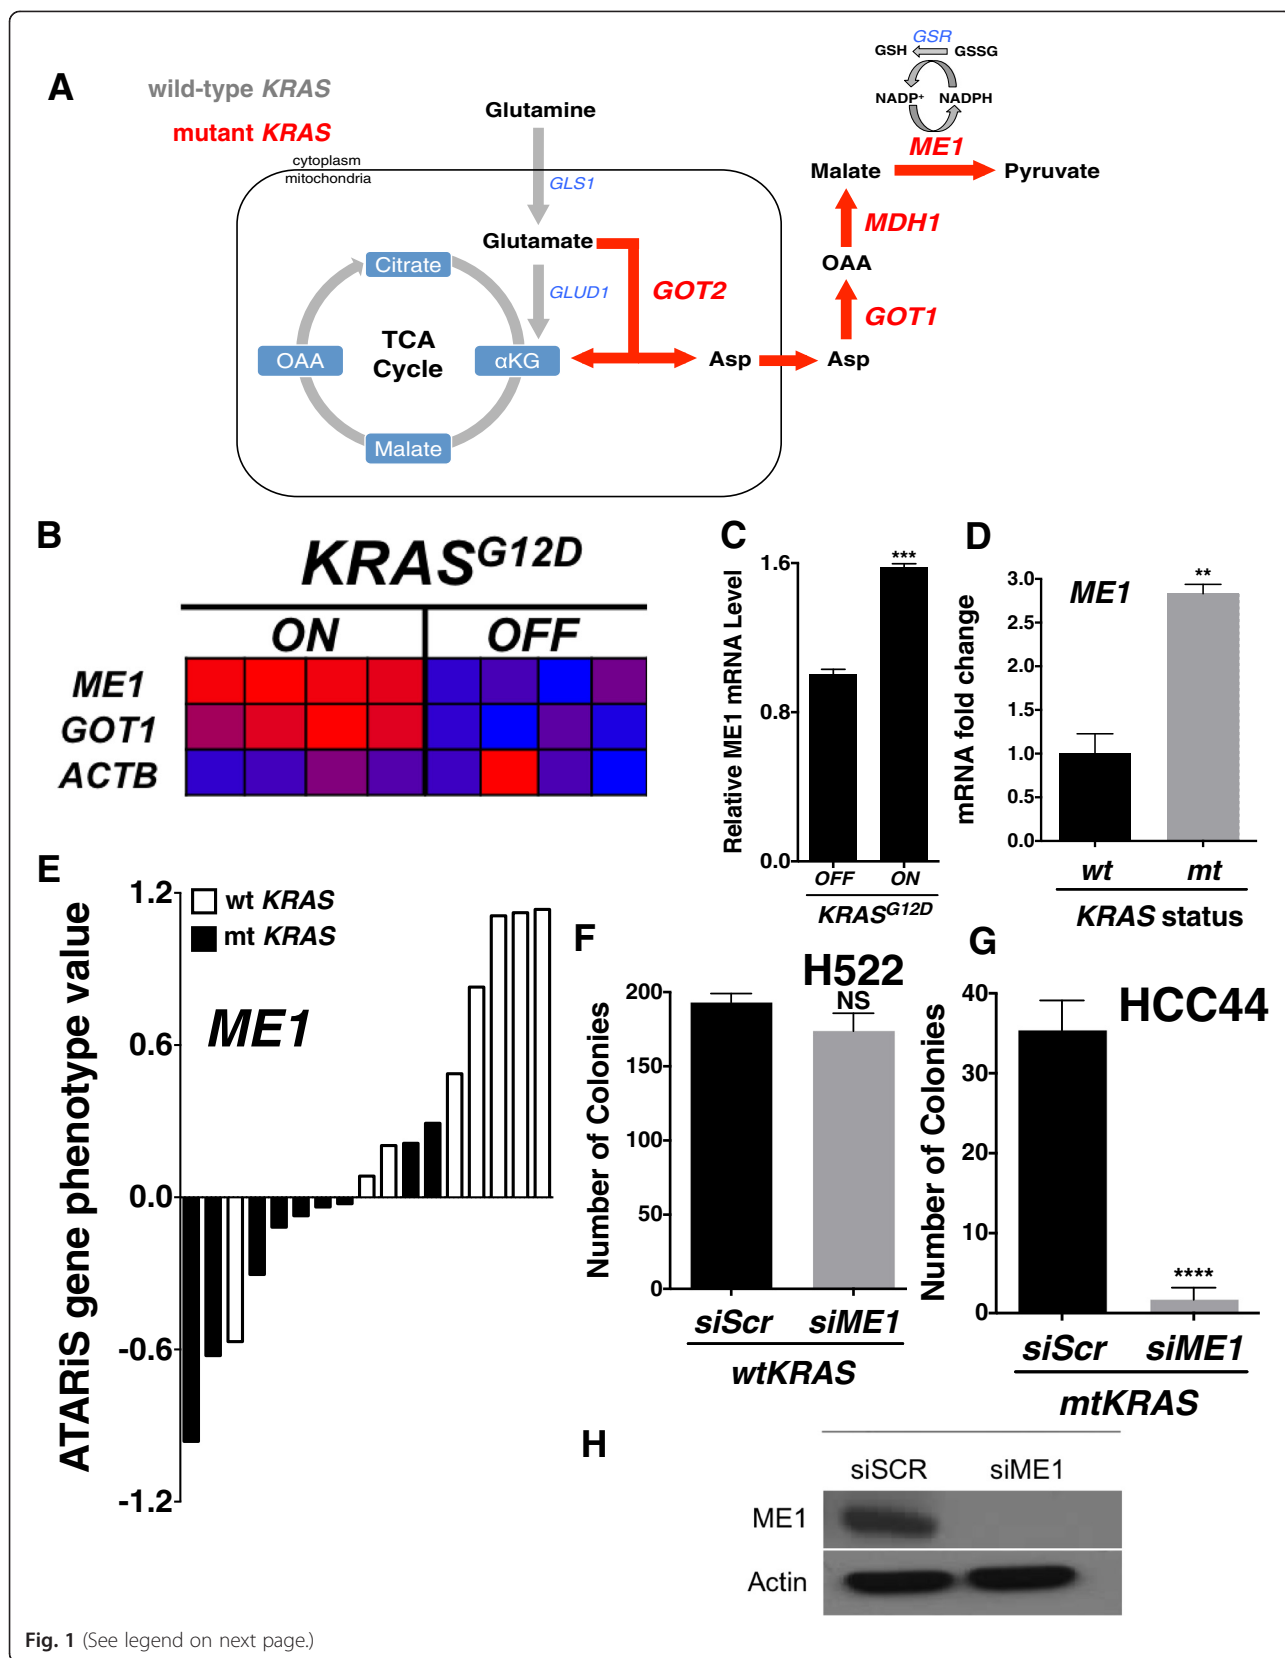 A
wild-type KRAS
mutant KRAS
cytoplasm
mitochondria
Glutamine
GLS1
Glutamate
GLUD1
GOT2
Citrate
OAA
TCA
Cycle
αKG
Malate
Asp
Asp
GOT1
OAA
MDH1
Malate
ME1
Pyruvate
GSR
GSH
GSSG
NADP+
NADPH
B
KRAS^G12D
ON OFF
ME1
GOT1
ACTB
C
Relative ME1 mRNA Level
1.6
0.8
0.0
***
OFF ON
KRAS^G12D
D
mRNA fold change
ME1
**
3.0
2.5
2.0
1.5
1.0
0.5
0.0
wt mt
KRAS status
E
ATARiS gene phenotype value
1.2
0.6
0.0
-0.6
-1.2
wt KRAS
mt KRAS
ME1
F
H522
NS
Number of Colonies
200
150
100
50
0
siScr siME1
wtKRAS
G
HCC44
Number of Colonies
40
30
20
10
0
****
siScr siME1
mtKRAS
H
siSCR siME1
ME1
Actin
Fig. 1 (See legend on next page.)